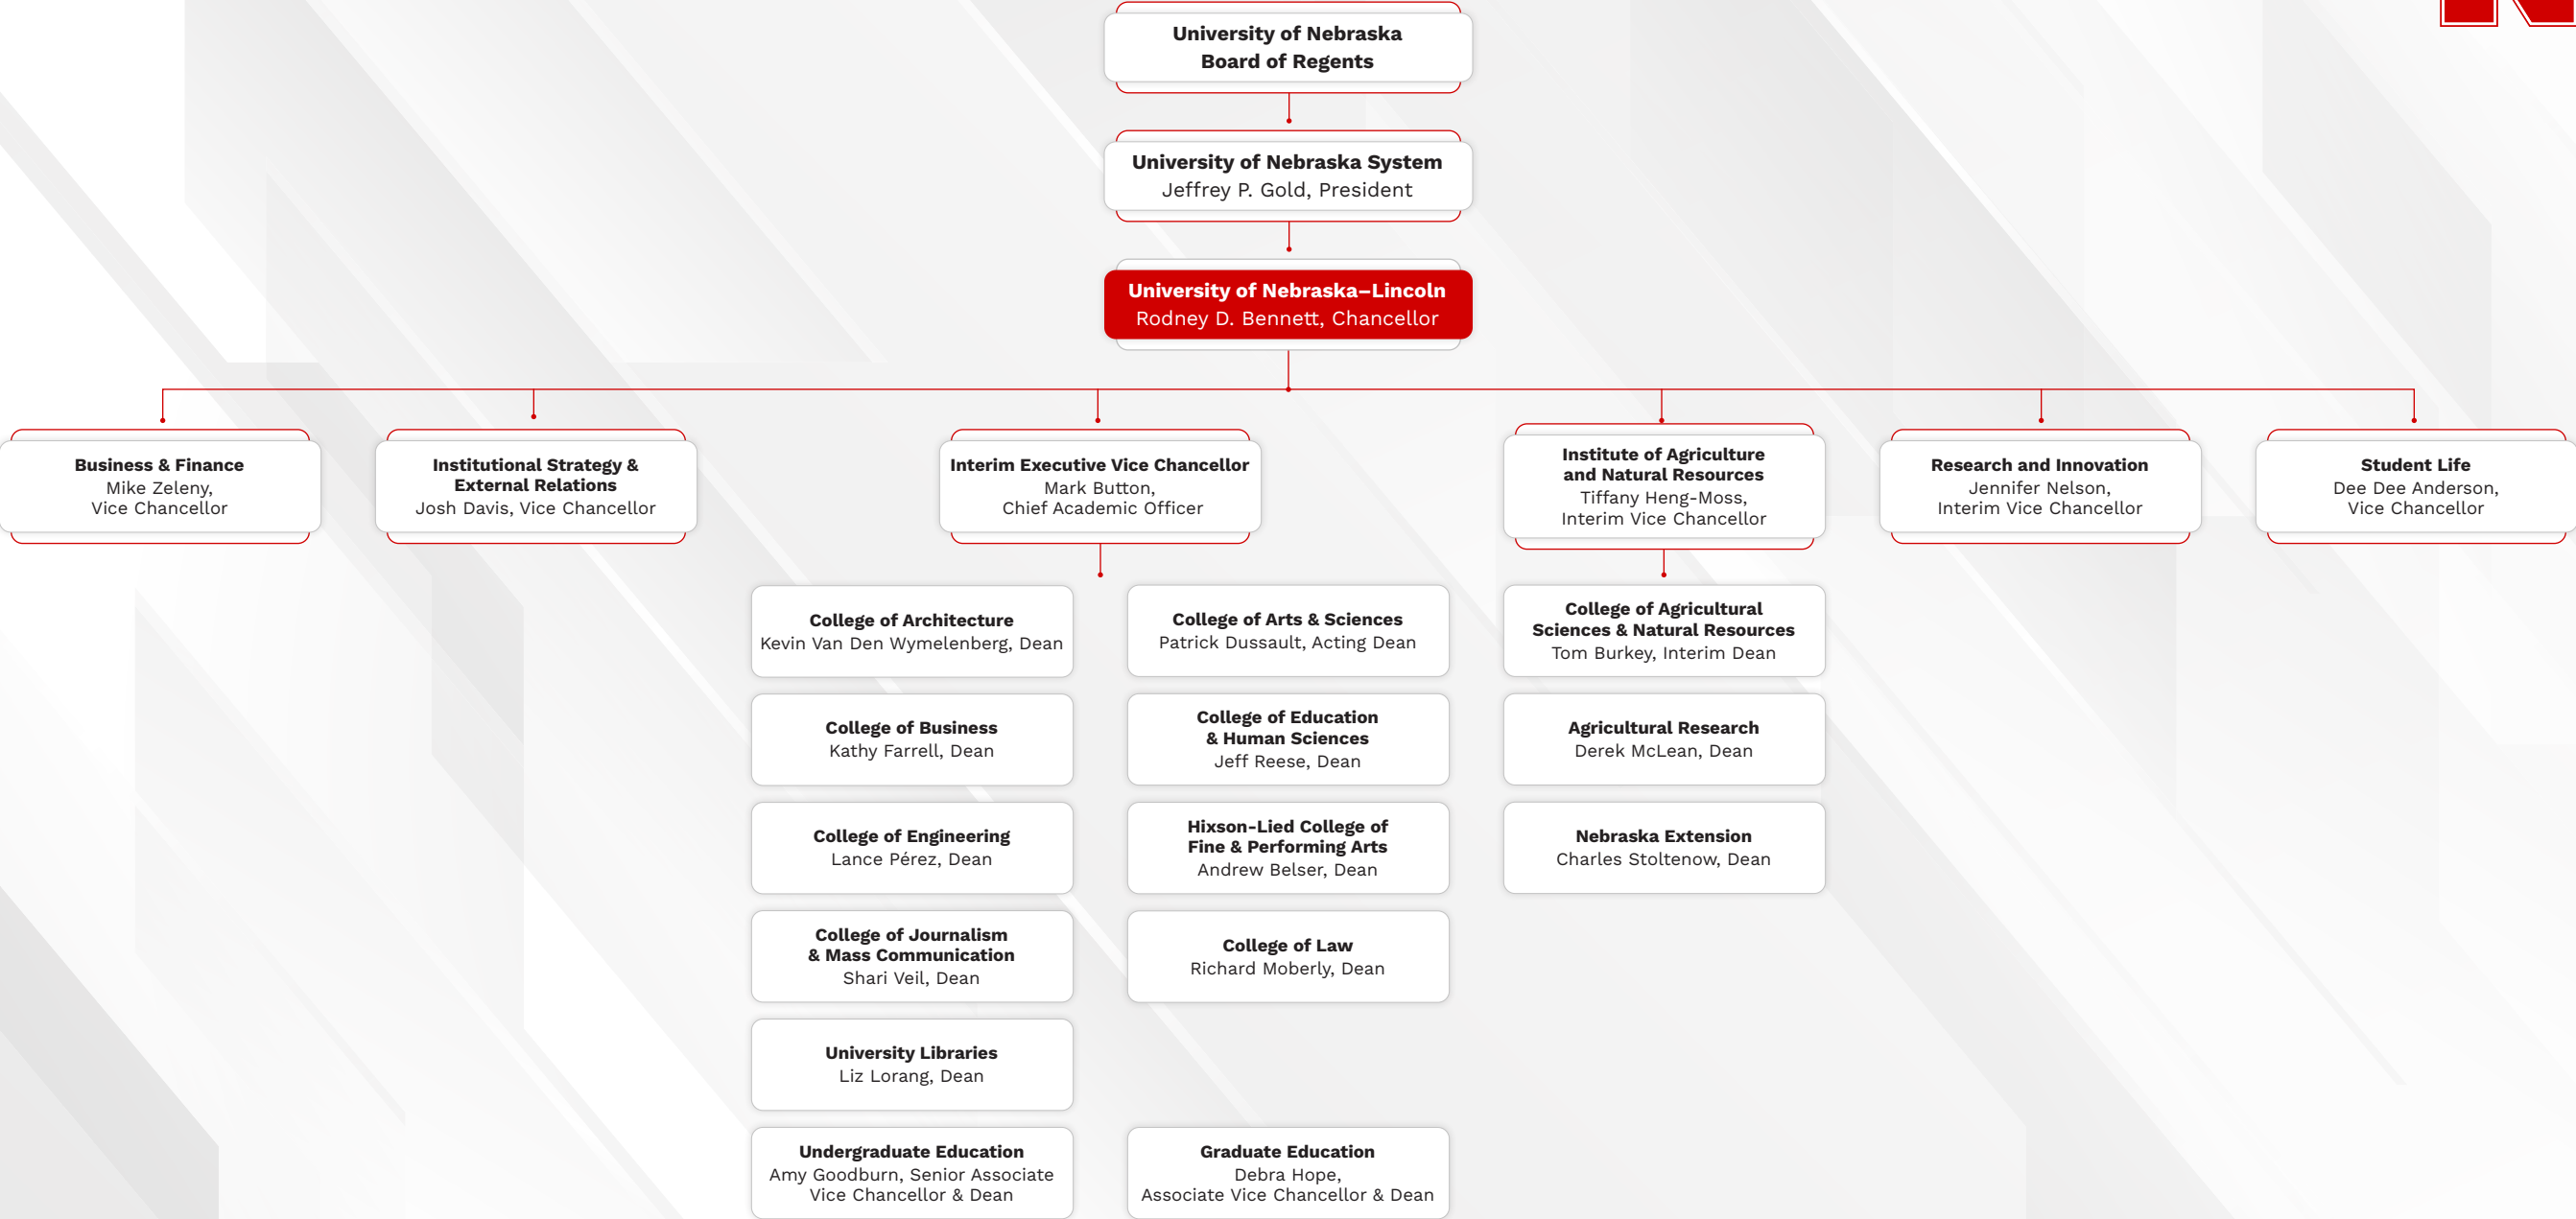 University of Nebraska
Board of Regents
University of Nebraska System
Jeffrey P. Gold, President
University of Nebraska–Lincoln
Rodney D. Bennett, Chancellor
Business & Finance
Mike Zeleny,
Vice Chancellor
Institutional Strategy &
External Relations
Josh Davis, Vice Chancellor
Interim Executive Vice Chancellor
Mark Button,
Chief Academic Officer
Institute of Agriculture
and Natural Resources
Tiffany Heng-Moss,
Interim Vice Chancellor
Research and Innovation
Jennifer Nelson,
Interim Vice Chancellor
Student Life
Dee Dee Anderson,
Vice Chancellor
College of Architecture
Kevin Van Den Wymelenberg, Dean
College of Arts & Sciences
Patrick Dussault, Acting Dean
College of Agricultural
Sciences & Natural Resources
Tom Burkey, Interim Dean
College of Business
Kathy Farrell, Dean
College of Education
& Human Sciences
Jeff Reese, Dean
Agricultural Research
Derek McLean, Dean
College of Engineering
Lance Pérez, Dean
Hixson-Lied College of
Fine & Performing Arts
Andrew Belser, Dean
Nebraska Extension
Charles Stoltenow, Dean
College of Journalism
& Mass Communication
Shari Veil, Dean
College of Law
Richard Moberly, Dean
University Libraries
Liz Lorang, Dean
Undergraduate Education
Amy Goodburn, Senior Associate
Vice Chancellor & Dean
Graduate Education
Debra Hope,
Associate Vice Chancellor & Dean